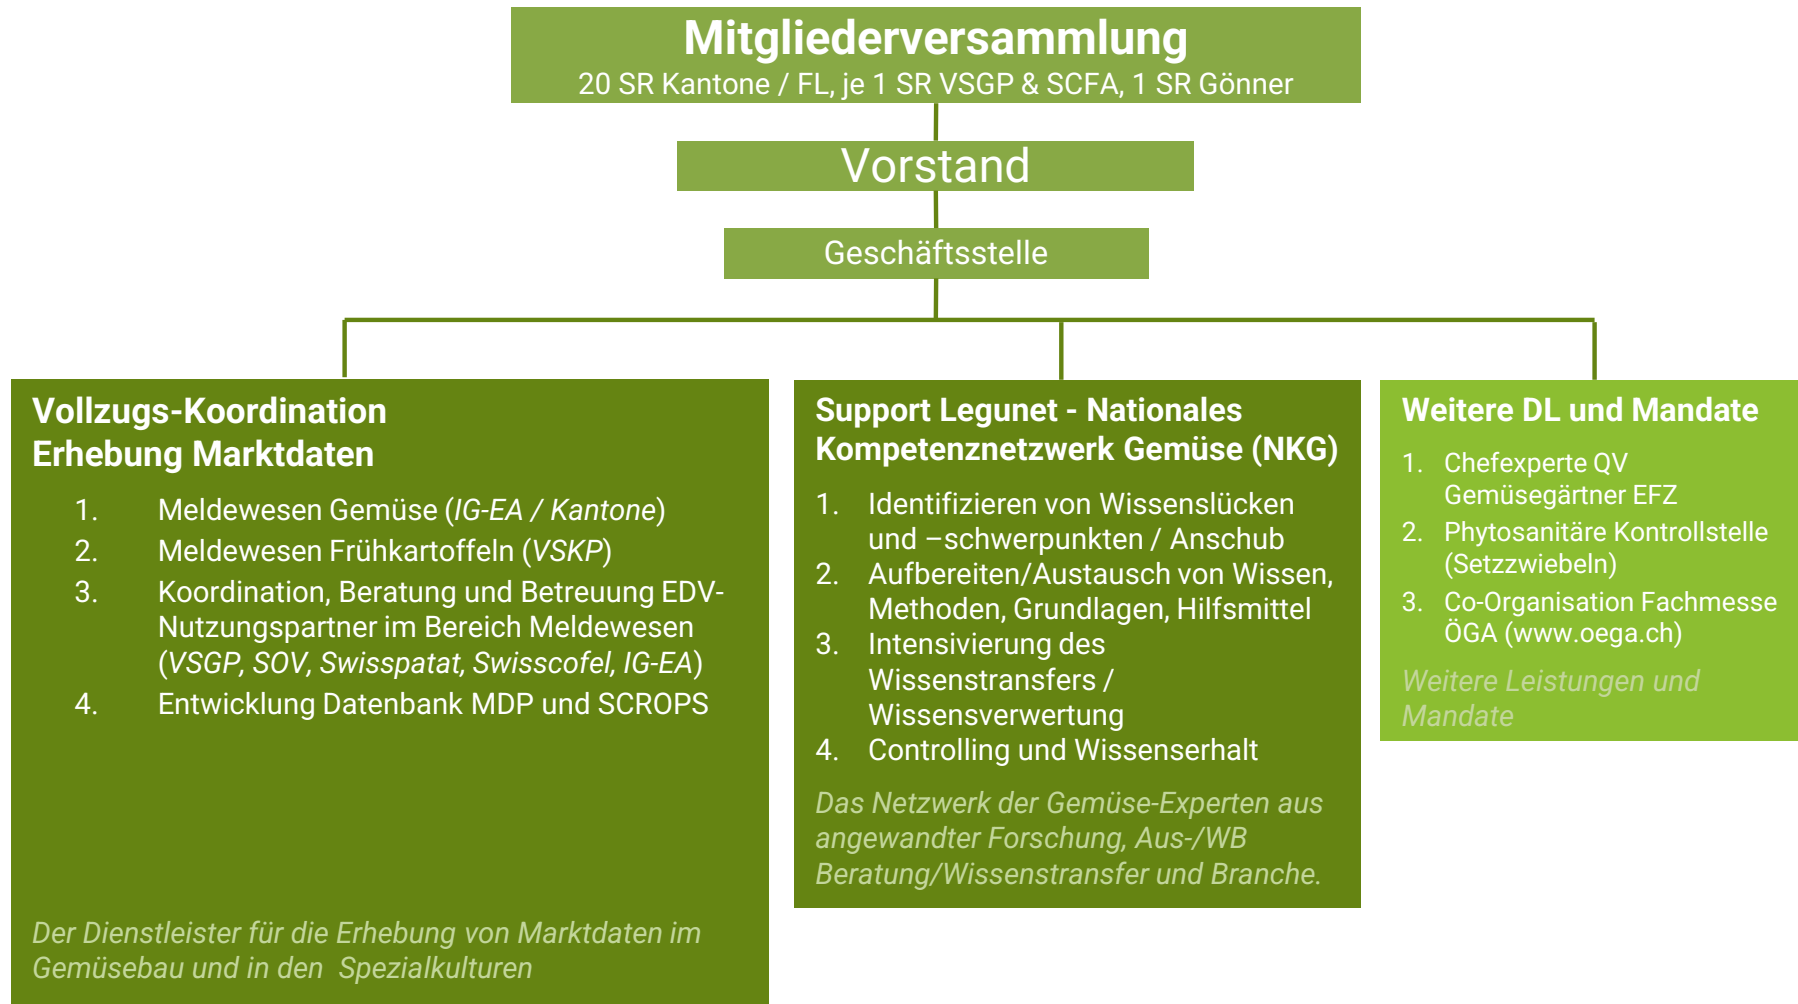 Mitgliederversammlung
20 SR Kantone / FL, je 1 SR VSGP & SCFA, 1 SR Gönner
Vorstand
Geschäftsstelle
Vollzugs-Koordination
Erhebung Marktdaten
1. Meldewesen Gemüse (IG-EA / Kantone)
2. Meldewesen Frühkartoffeln (VSKP)
3. Koordination, Beratung und Betreuung EDV-
Nutzungspartner im Bereich Meldewesen
(VSGP, SOV, Swisspatat, Swisscofel, IG-EA)
4. Entwicklung Datenbank MDP und SCROPS
Der Dienstleister für die Erhebung von Marktdaten im
Gemüsebau und in den Spezialkulturen
Support Legunet - Nationales
Kompetenznetzwerk Gemüse (NKG)
1. Identifizieren von Wissenslücken
und –schwerpunkten / Anschub
2. Aufbereiten/Austausch von Wissen,
Methoden, Grundlagen, Hilfsmittel
3. Intensivierung des
Wissenstransfers /
Wissensverwertung
4. Controlling und Wissenserhalt
Das Netzwerk der Gemüse-Experten aus
angewandter Forschung, Aus-/WB
Beratung/Wissenstransfer und Branche.
Weitere DL und Mandate
1. Chefexperte QV
Gemüsegärtner EFZ
2. Phytosanitäre Kontrollstelle
(Setzzwiebeln)
3. Co-Organisation Fachmesse
ÖGA (www.oega.ch)
Weitere Leistungen und
Mandate